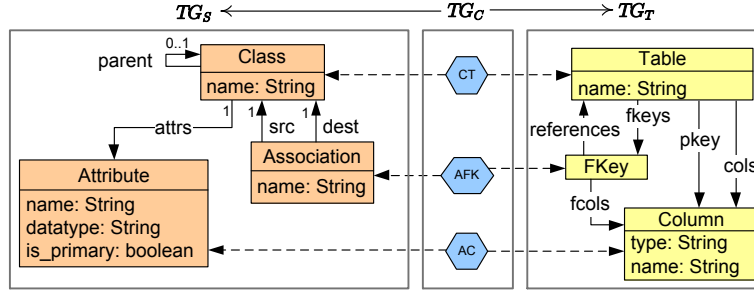 TG_S TG_C TG_T
0..1
parent
Class
name: String
CT
Table
name: String
1
1
1
attrs
src
dest
references
fkeys
pkey
cols
Association
name: String
AFK
FKey
fcols
Attribute
name: String
datatype: String
is_primary: boolean
AC
Column
type: String
name: String